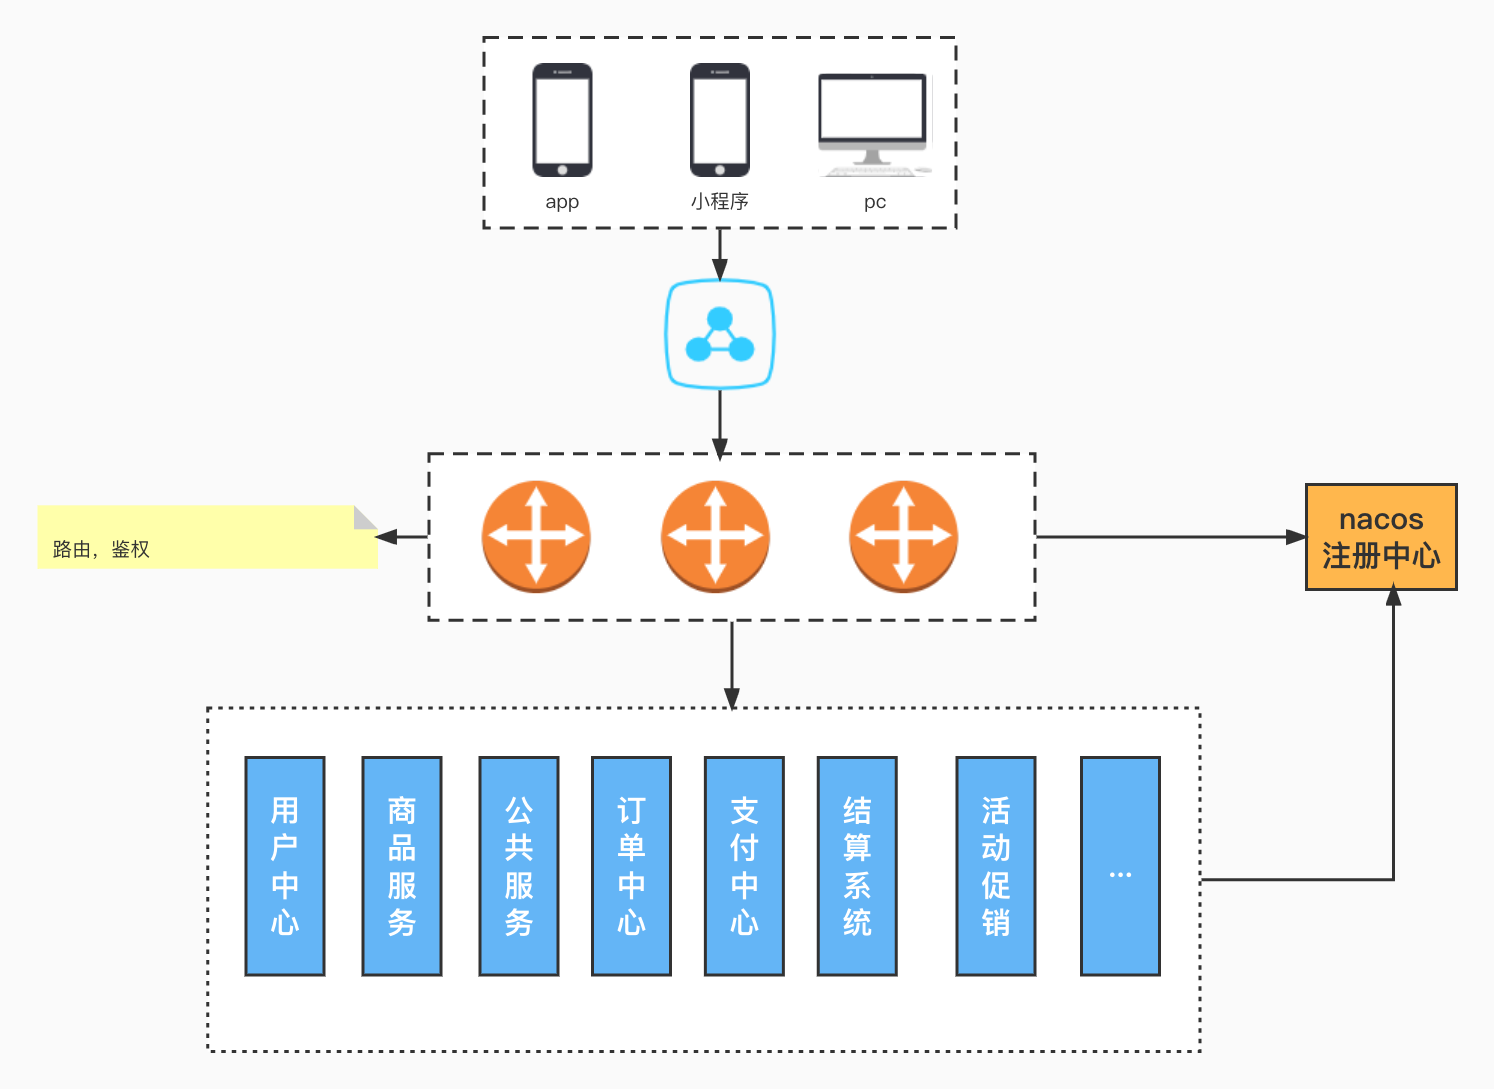 app
小程序
pc
路由，鉴权
nacos
注册中心
用户中心
商品服务
公共服务
订单中心
支付中心
结算系统
活动促销
...